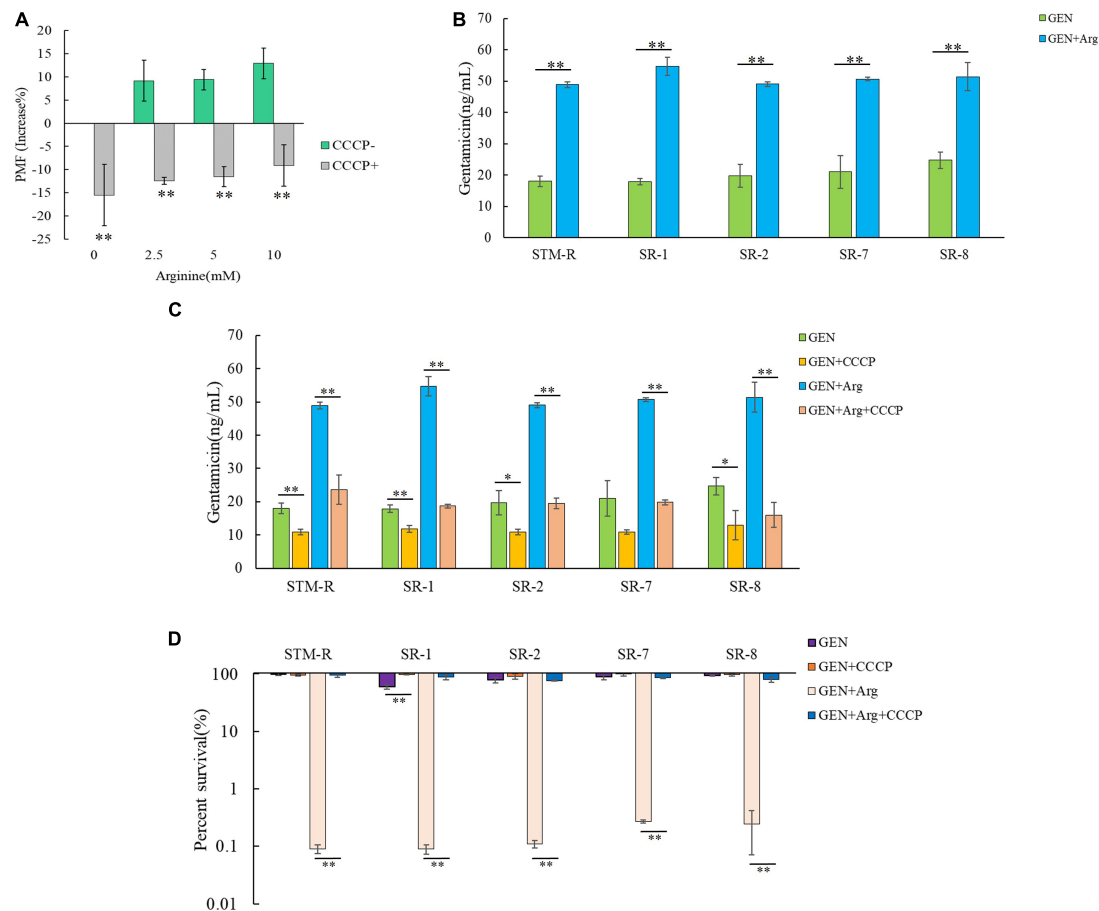 A
PMF (Increase%)
20
15
10
5
0
-5
-10
-15
-20
-25
**
**
**
**
0
2.5
5
10
Arginine(mM)
CCCP-
CCCP+
B
Gentamicin(ng/mL)
70
60
50
40
30
20
10
0
**
**
**
**
**
STM-R
SR-1
SR-2
SR-7
SR-8
GEN
GEN+Arg
C
Gentamicin(ng/mL)
70
60
50
40
30
20
10
0
**
**
**
**
*
**
**
*
**
STM-R
SR-1
SR-2
SR-7
SR-8
GEN
GEN+CCCP
GEN+Arg
GEN+Arg+CCCP
D
STM-R
SR-1
SR-2
SR-7
SR-8
Percent survival(%)
100
10
1
0.1
0.01
**
**
**
**
**
**
GEN
GEN+CCCP
GEN+Arg
GEN+Arg+CCCP